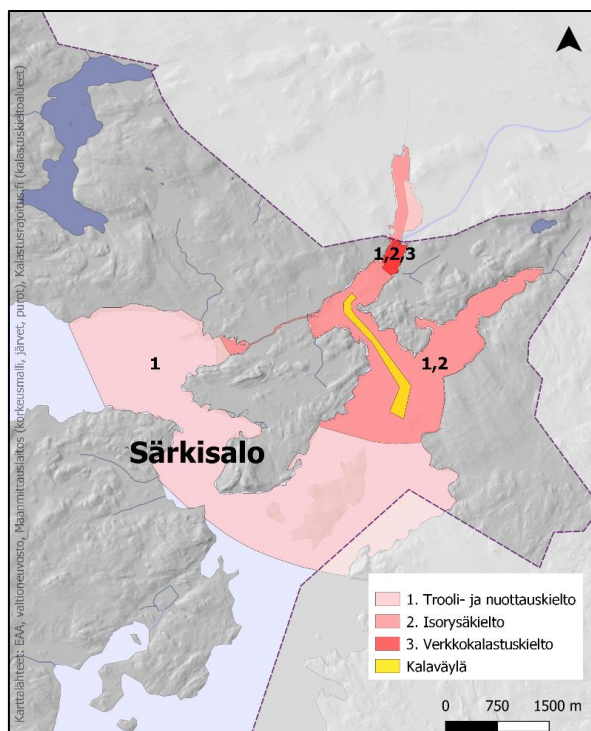 Karttalähteet: EAA, valtioneuvosto, Maanmittauslaitos (korkeusmalli, järvet, purot), Kalastusrajoitus.fi (kalastuskieltoalueet)
1,2,3
1
1,2
Särkisalo
1. Trooli- ja nuottauskielto
2. Isorysäkielto
3. Verkkokalastuskielto
Kalaväylä
0 750 1500 m